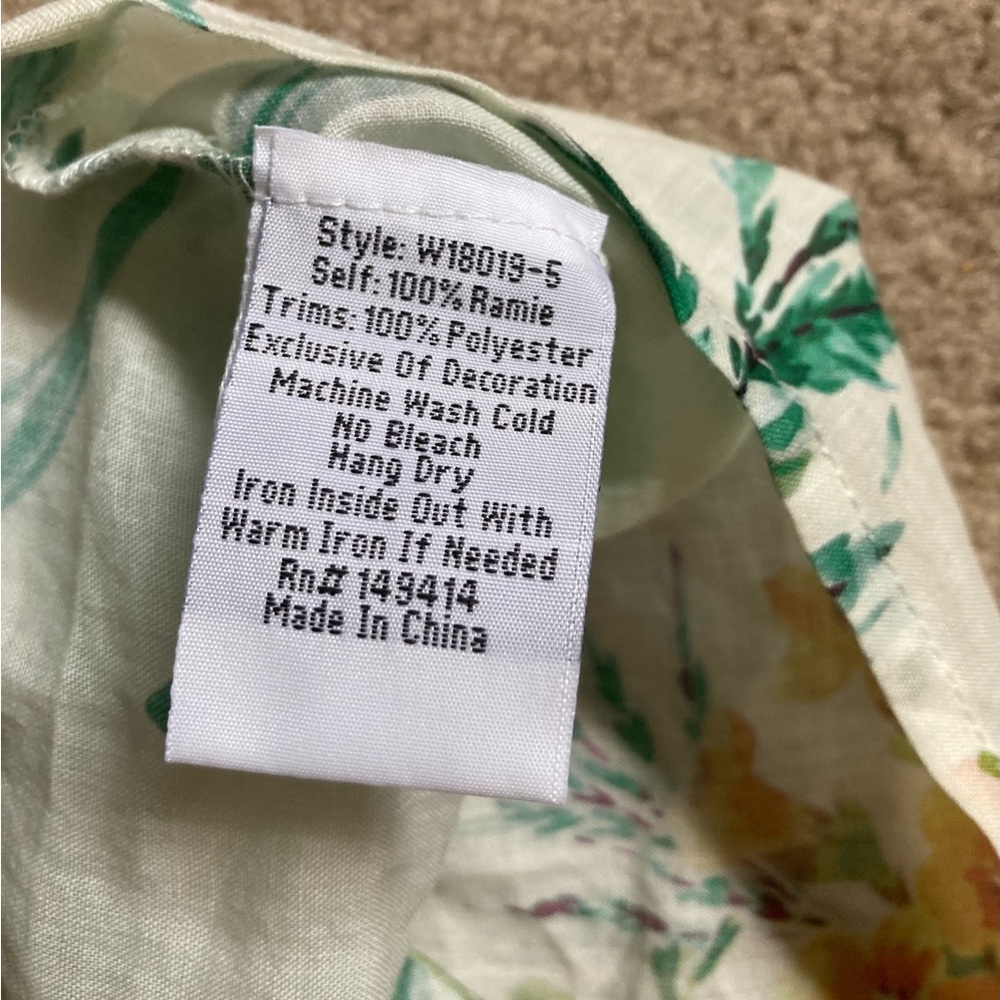 Style: W18019-5
Self: 100% Ramie
Trims: 100% Polyester
Exclusive Of Decoration
Machine Wash Cold
No Bleach
Hang Dry
Iron Inside Out With
Warm Iron If Needed
Rn# 149414
Made In China